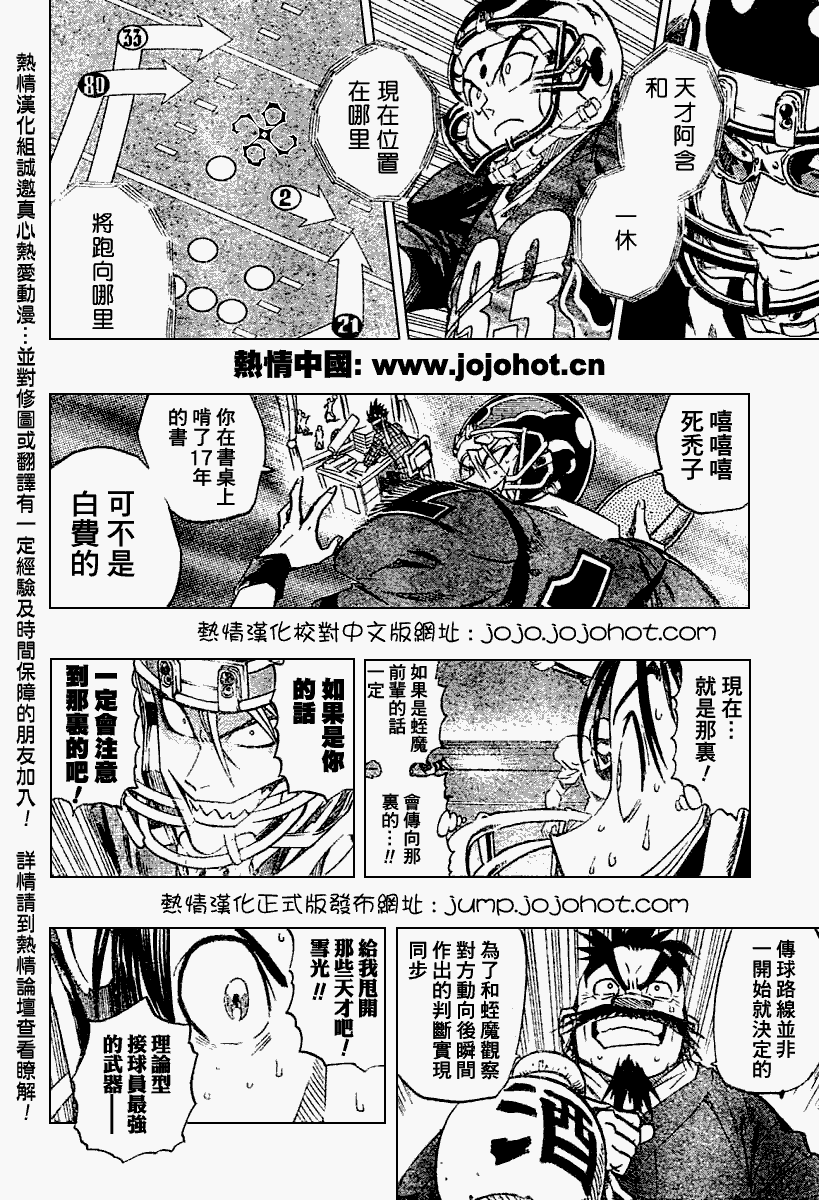 天才阿含
和
一休
現在位置
在哪里
33
80
2
21
將跑向哪
里
83
熱情中國: www.jojohot.cn
嘻嘻嘻
死禿子
你在書桌上
啃了17年
的書
可不是
白費的
1
熱情漢化校對中文版網址：jojo.jojohot.com
現在…
就是那裏！
如果是蛭魔
前輩的話
一定
會傳向那
裏的…!!
如果是你
的話
一定會注意
到那裏的吧！
熱情漢化正式版發布網址：jump.jojohot.com
傳球路線並非
一開始就決定的
為了和蛭魔觀察
對方動向後瞬間
作出的判斷實現
同步
酒
給我甩開
那些天才吧！
雪光!!
理論型
接球員最強
的武器——
熱情漢化組誠邀真心熱愛動漫…並對修圖或翻譯有一定經驗及時間保障的朋友加入！ 詳情請到熱情論壇查看瞭解！